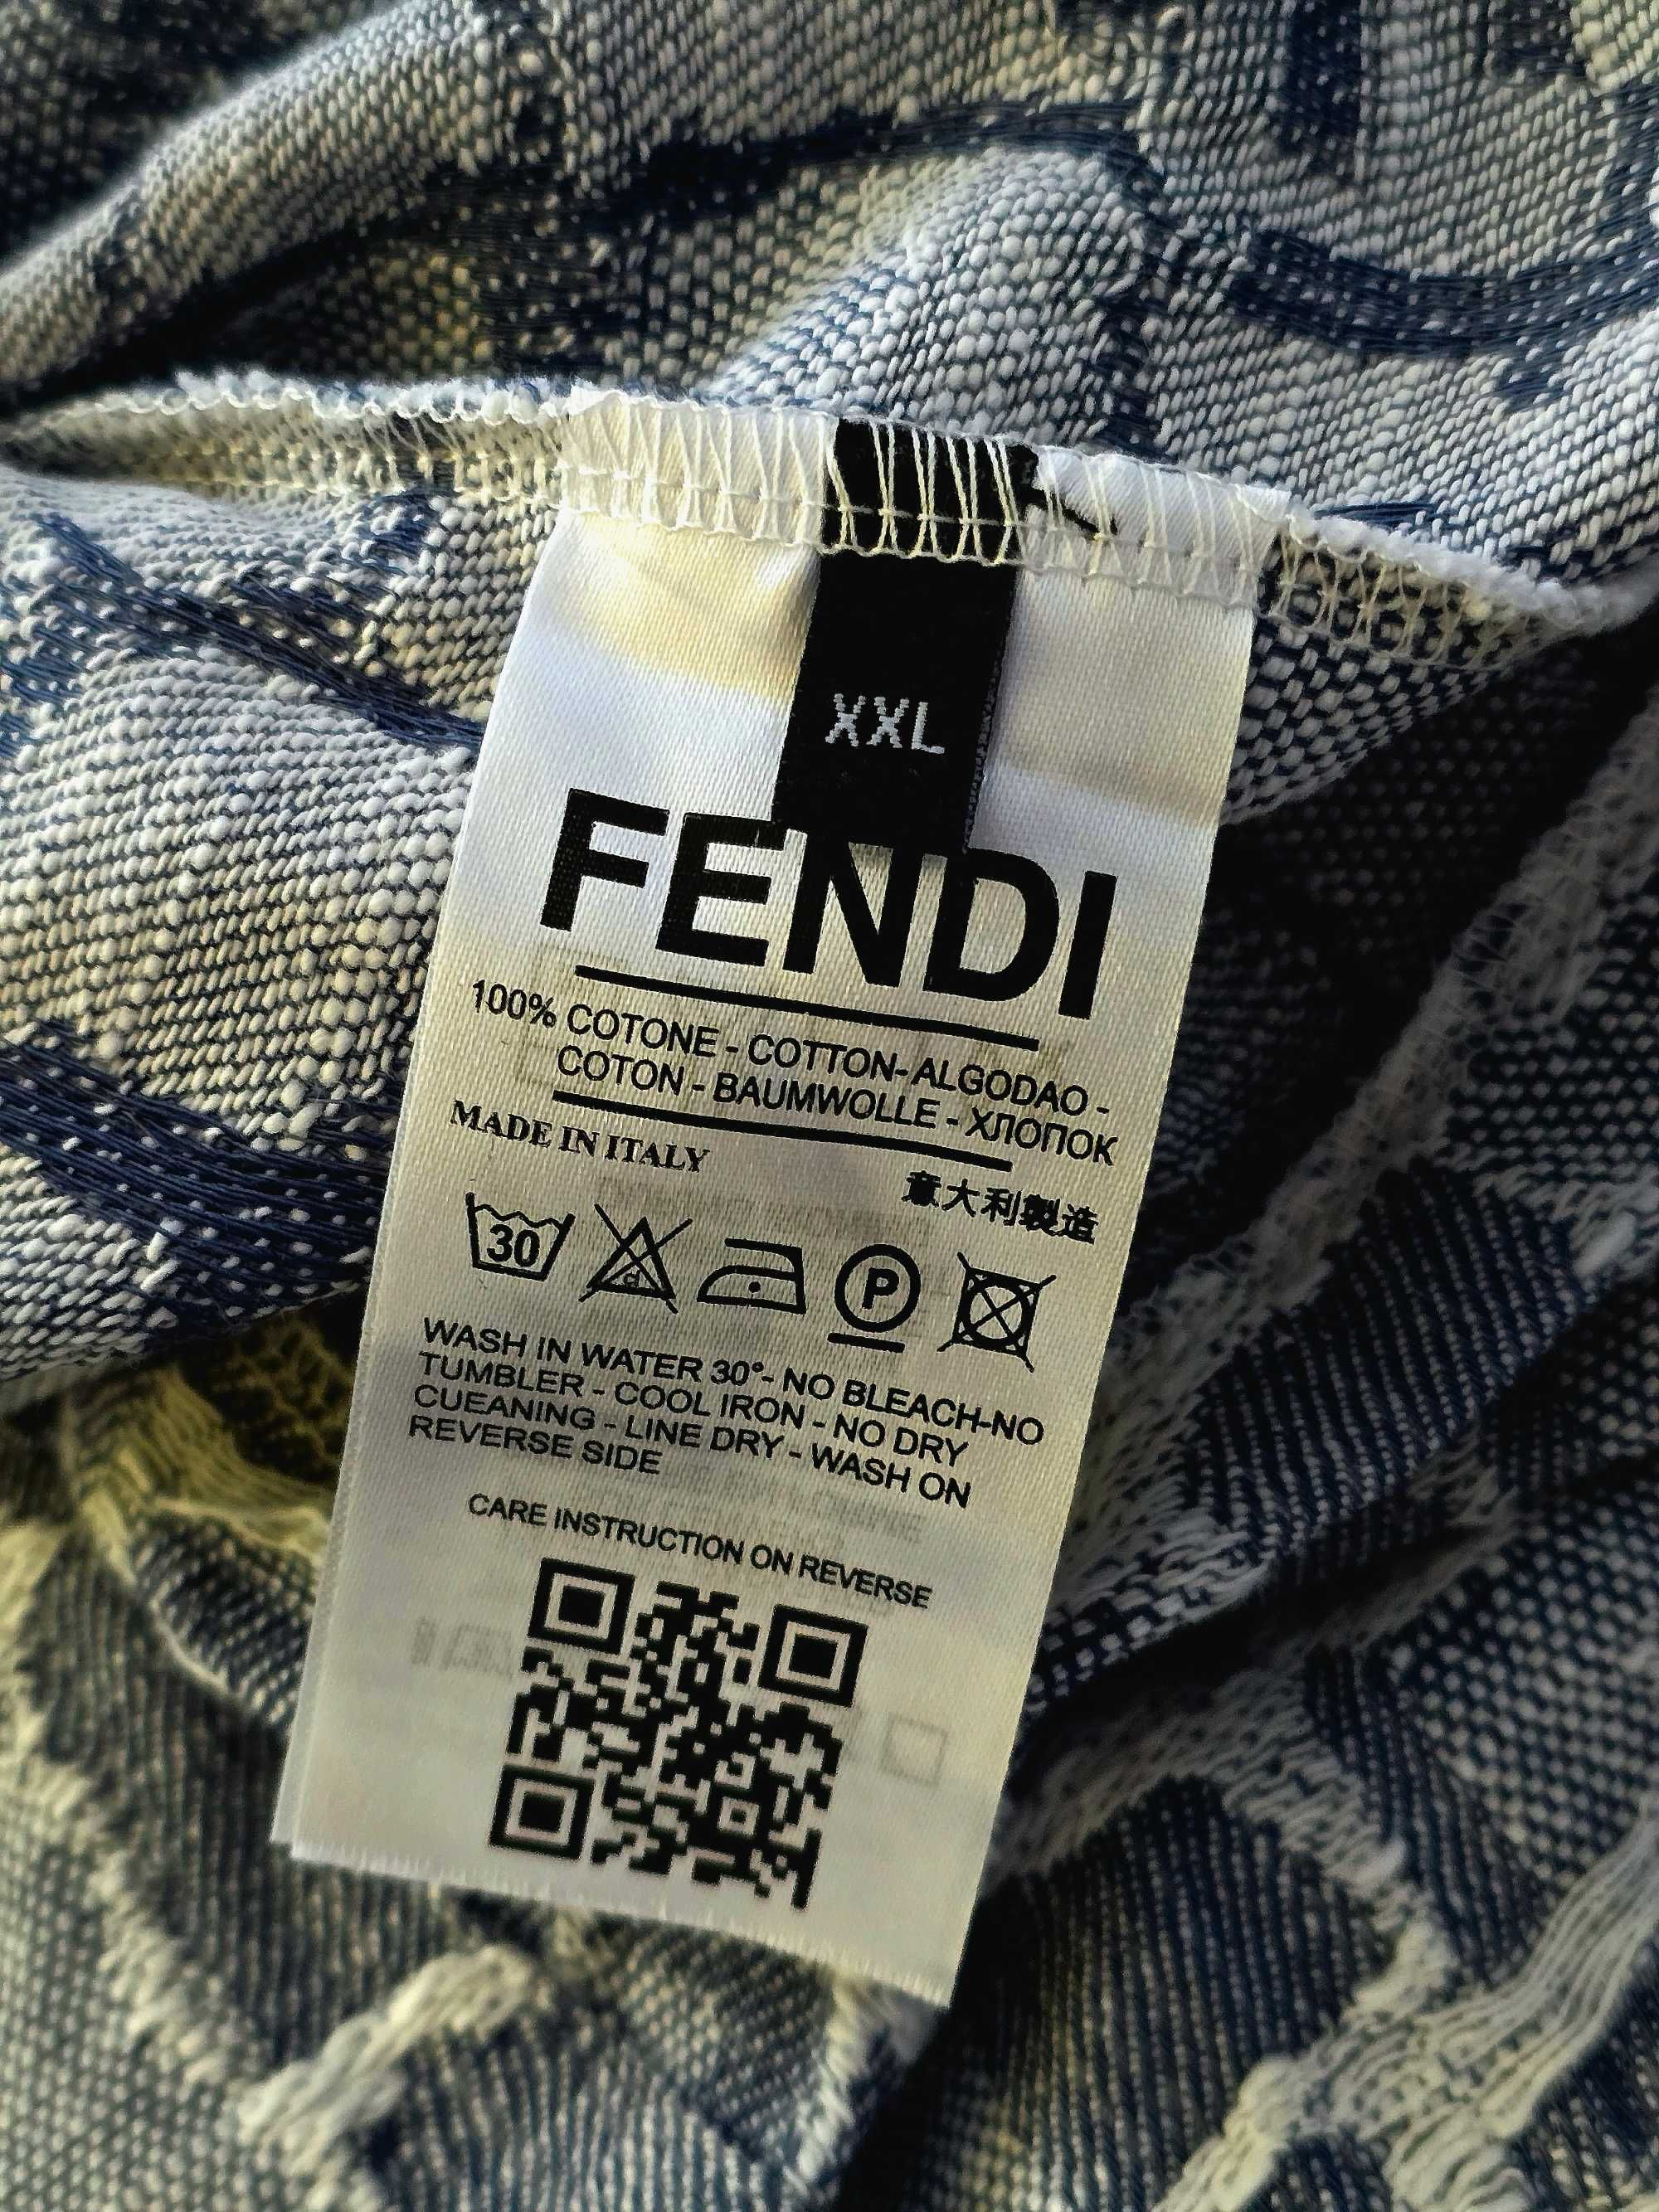 XXL
FENDI
100% COTONE - COTTON- ALGODAO -
COTON - BAUMWOLLE - ХЛОПОК
MADE IN ITALY
意大利製造
30
P
WASH IN WATER 30°- NO BLEACH-NO
TUMBLER - COOL IRON - NO DRY
CUEANING - LINE DRY - WASH ON
REVERSE SIDE
CARE INSTRUCTION ON REVERSE